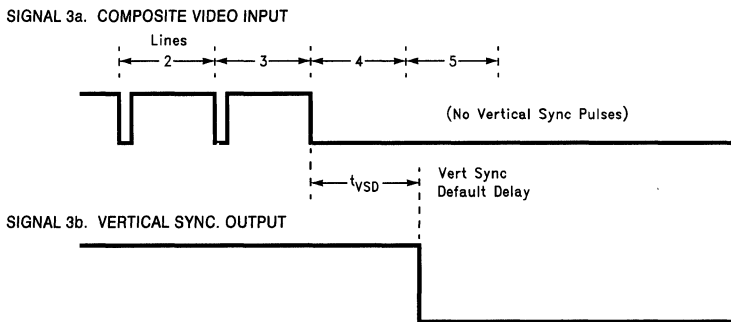 SIGNAL 3a. COMPOSITE VIDEO INPUT
Lines
2 3 4 5
(No Vertical Sync Pulses)
tVSD
Vert Sync
Default Delay
SIGNAL 3b. VERTICAL SYNC. OUTPUT